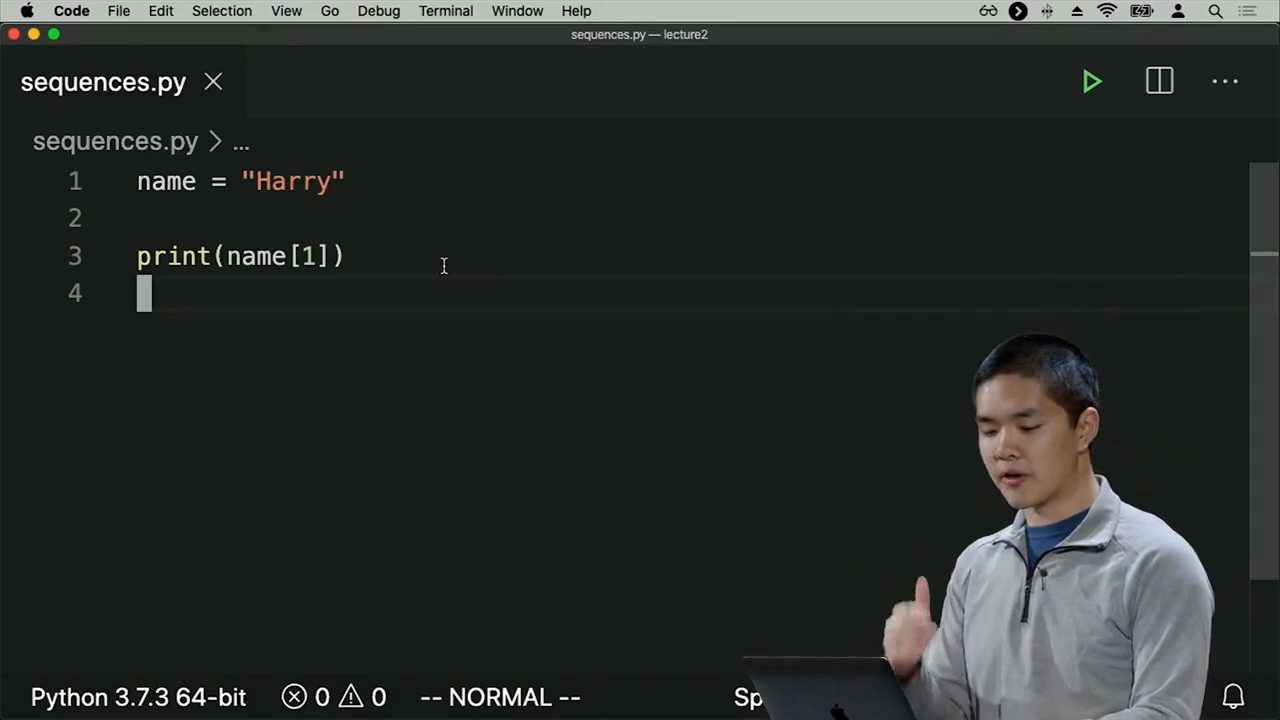 Code File Edit Selection View Go Debug Terminal Window Help
sequences.py — lecture2
sequences.py
sequences.py > ...
1 name = "Harry"
2
3 print(name[1])
4
Python 3.7.3 64-bit 0 0 -- NORMAL -- Sp